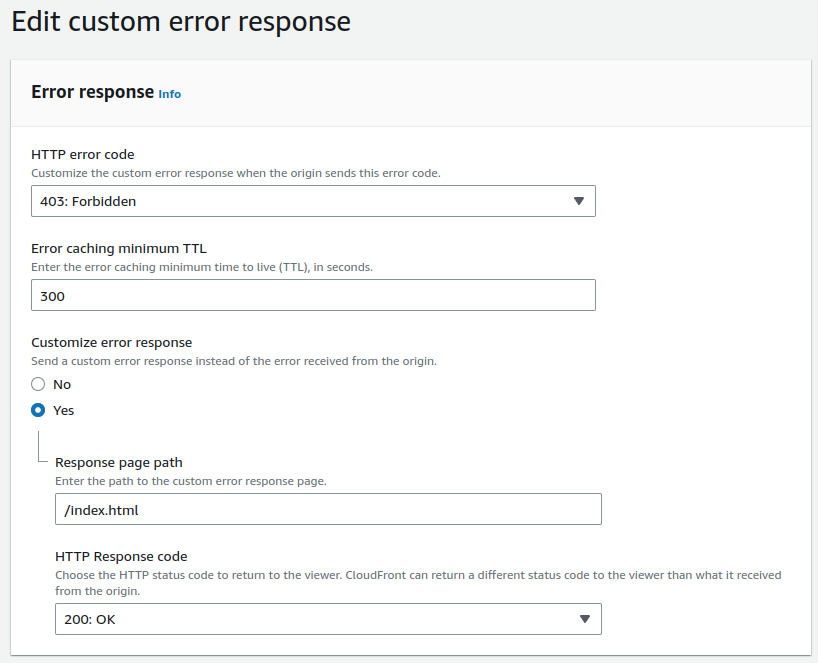 Edit custom error response
Error response Info
HTTP error code
Customize the custom error response when the origin sends this error code.
403: Forbidden
Error caching minimum TTL
Enter the error caching minimum time to live (TTL), in seconds.
300
Customize error response
Send a custom error response instead of the error received from the origin.
No
Yes
Response page path
Enter the path to the custom error response page.
/index.html
HTTP Response code
Choose the HTTP status code to return to the viewer. CloudFront can return a different status code to the viewer than what it received
from the origin.
200: OK